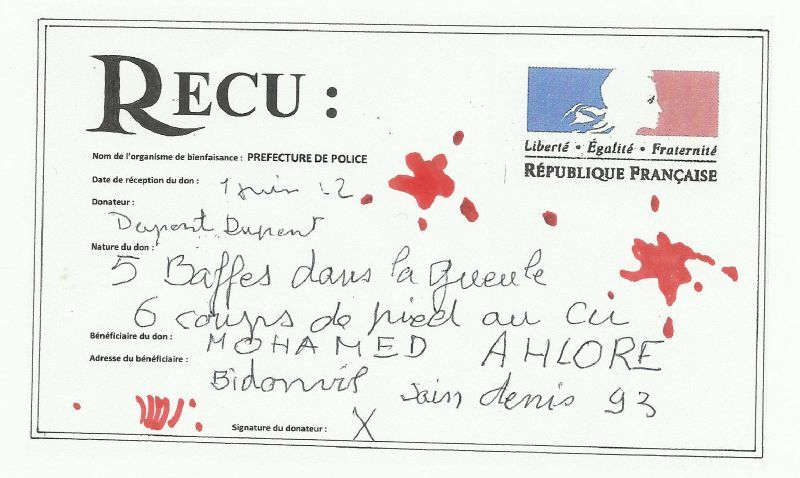 RECU :
Liberté • Égalité • Fraternité
RÉPUBLIQUE FRANÇAISE
Nom de l'organisme de bienfaisance : PREFECTURE DE POLICE
Date de réception du don : 1 Juin 12
Donateur :
Dupont Dupent
Nature du don :
5 Baffes dans la gueule
6 coups de pied au cu
Bénéficiaire du don : MOHAMED AHLORE
Adresse du bénéficiaire :
Bidonvil sain denis 93
Signature du donateur : X